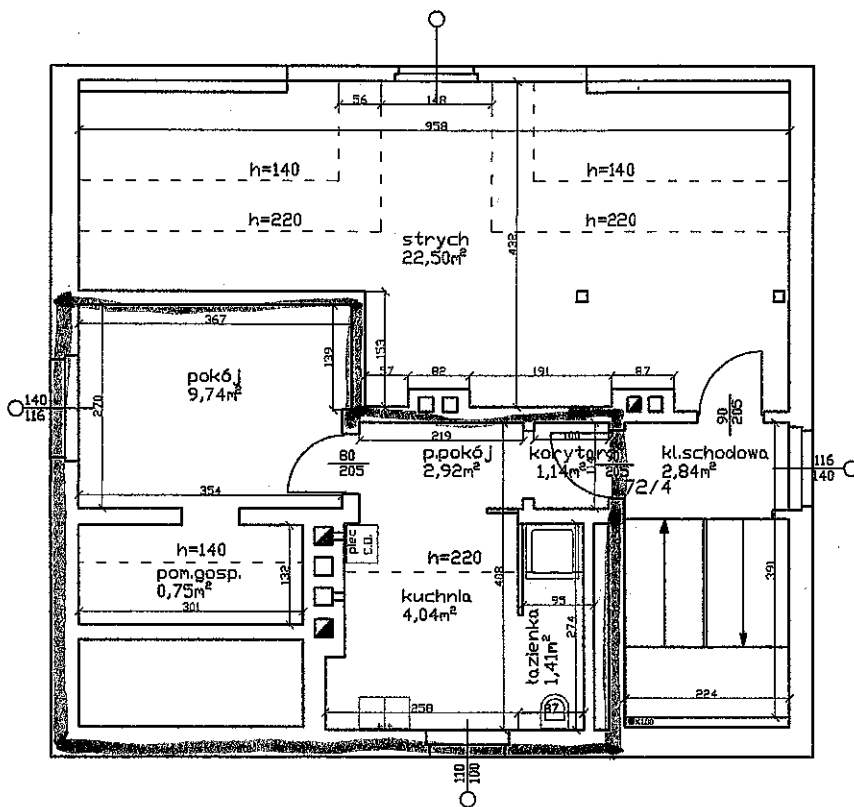 56
148
958
h=140
h=140
h=220
h=220
432
strych
22,50m²
367
139
153
57
82
191
87
pokój
9,74m²
140
116
270
80
205
219
100
p.pokój
2,92m²
korytarz
1,14m²
205
72/4
90
205
kl.schodowa
2,84m²
116
140
354
h=140
pom.gosp.
0,75m²
132
301
piec
c.o.
h=220
408
kuchnia
4,04m²
95
274
łazienka
1,41m²
391
224
258
87
110
100